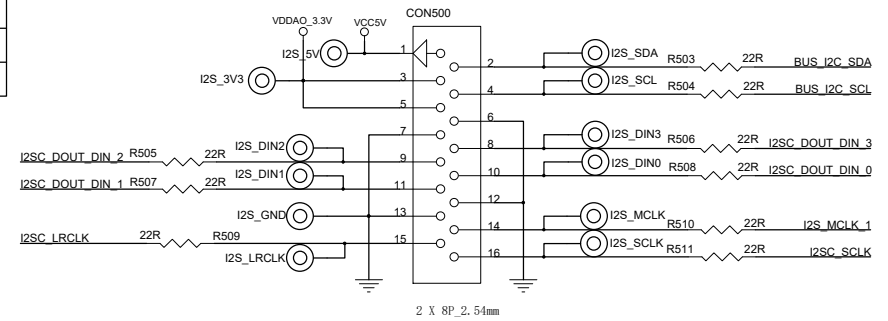 CON500
VDDAO_3.3V
VCC5V
I2S_5V
1
I2S_SDA
2
R503
22R
BUS_I2C_SDA
I2S_3V3
3
I2S_SCL
4
R504
22R
BUS_I2C_SCL
5
6
I2S_DIN2
7
I2S_DIN3
8
R506
22R
I2SC_DOUT_DIN_3
I2SC_DOUT_DIN_2
R505
22R
9
I2S_DIN1
I2S_DIN0
10
R508
22R
I2SC_DOUT_DIN_0
I2SC_DOUT_DIN_1
R507
22R
11
12
I2S_GND
13
I2S_MCLK
14
R510
22R
I2S_MCLK_1
I2SC_LRCLK
22R
R509
15
I2S_SCLK
I2S_LRCLK
16
R511
22R
I2SC_SCLK
2 X 8P_2.54mm